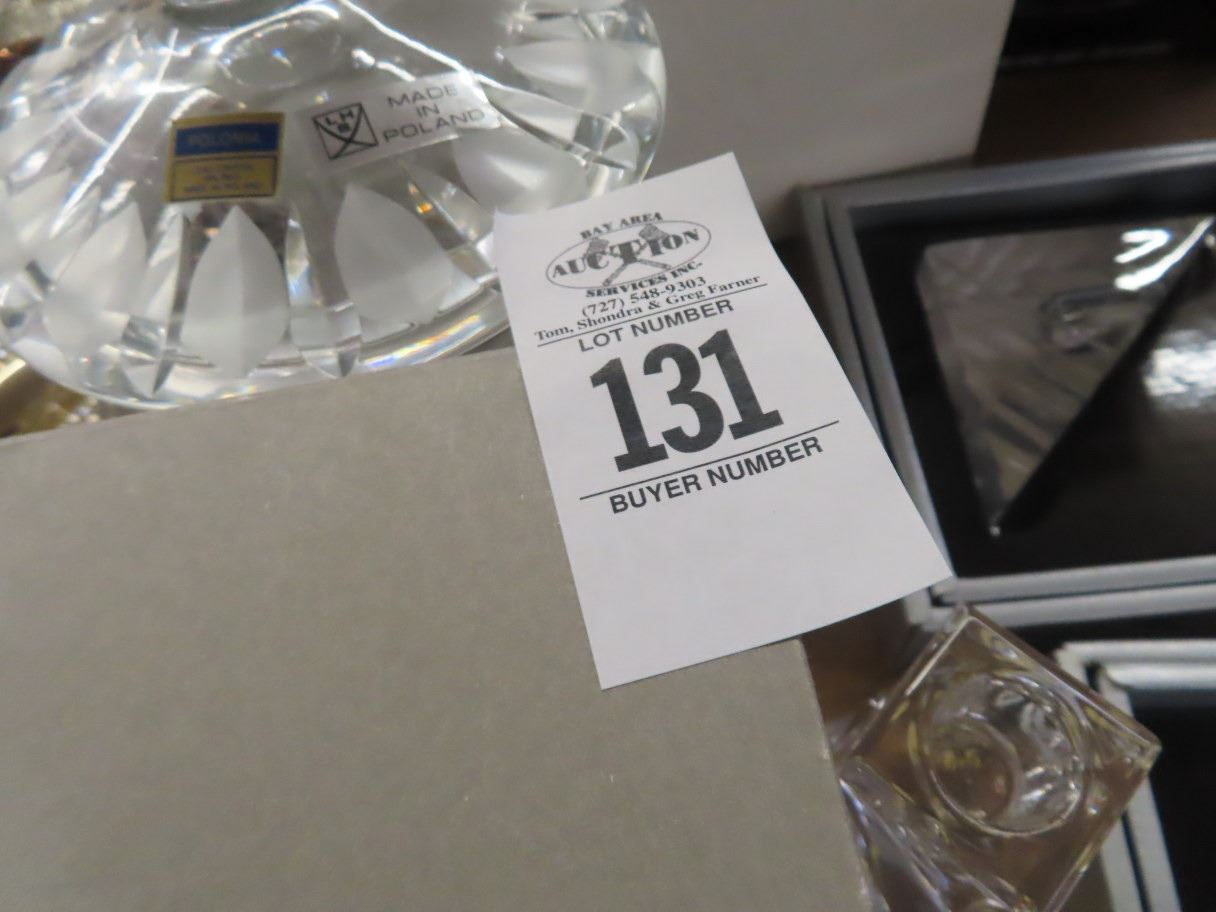 POLONIA
LHS
MADE
IN
POLAND
BAY AREA
AUCTION
SERVICES INC.
(727) 548-9303
Tom, Shondra & Greg Farner
LOT NUMBER
131
BUYER NUMBER